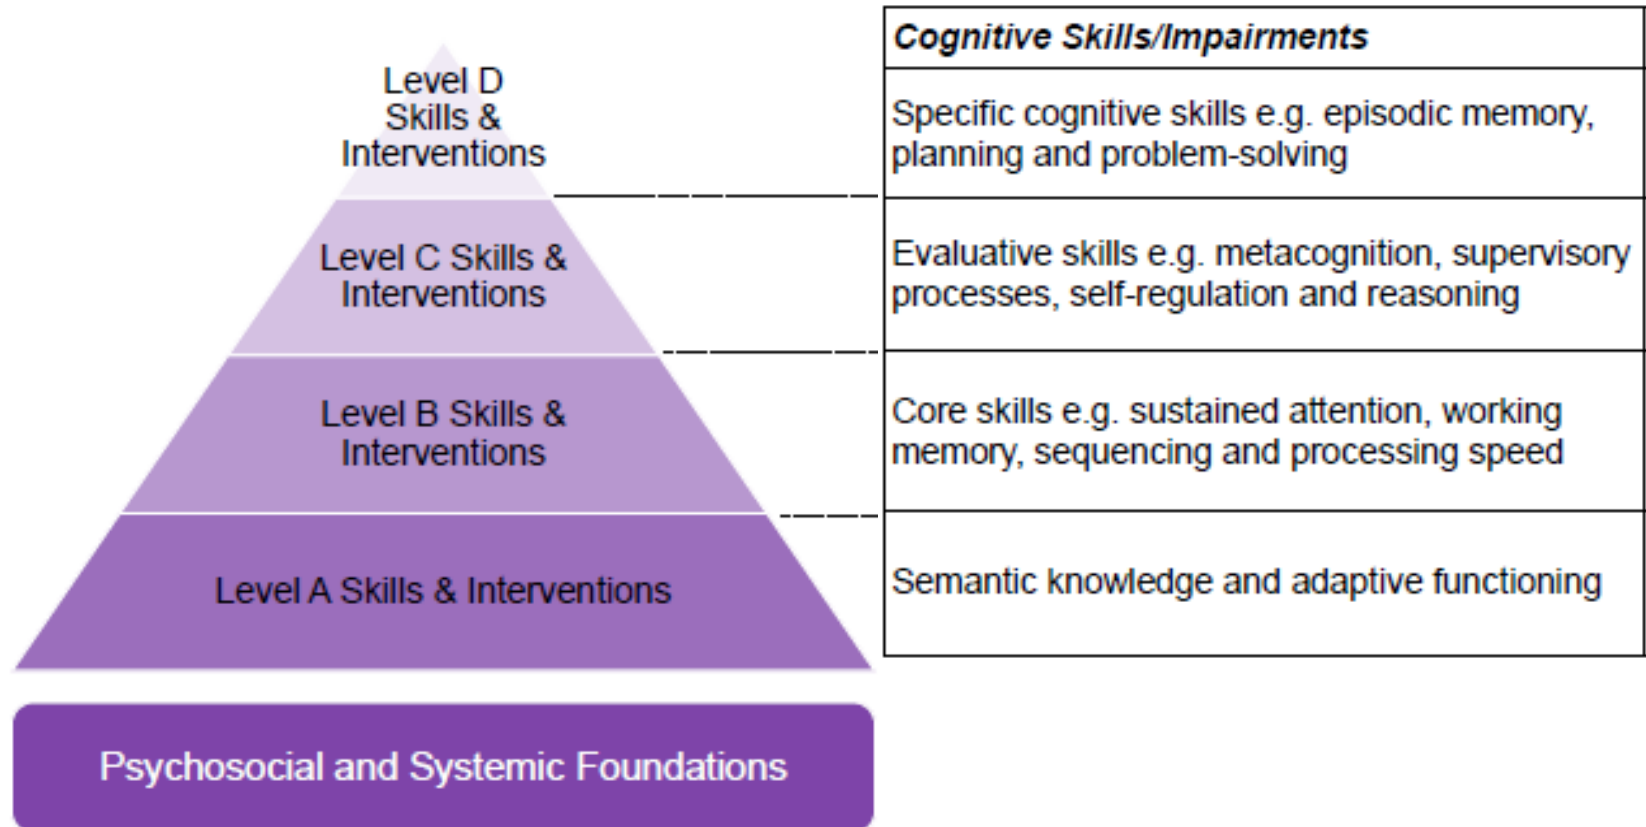 Level D
Skills &
Interventions
Level C Skills &
Interventions
Level B Skills &
Interventions
Level A Skills & Interventions
Psychosocial and Systemic Foundations
Cognitive Skills/Impairments
Specific cognitive skills e.g. episodic memory,
planning and problem-solving
Evaluative skills e.g. metacognition, supervisory
processes, self-regulation and reasoning
Core skills e.g. sustained attention, working
memory, sequencing and processing speed
Semantic knowledge and adaptive functioning